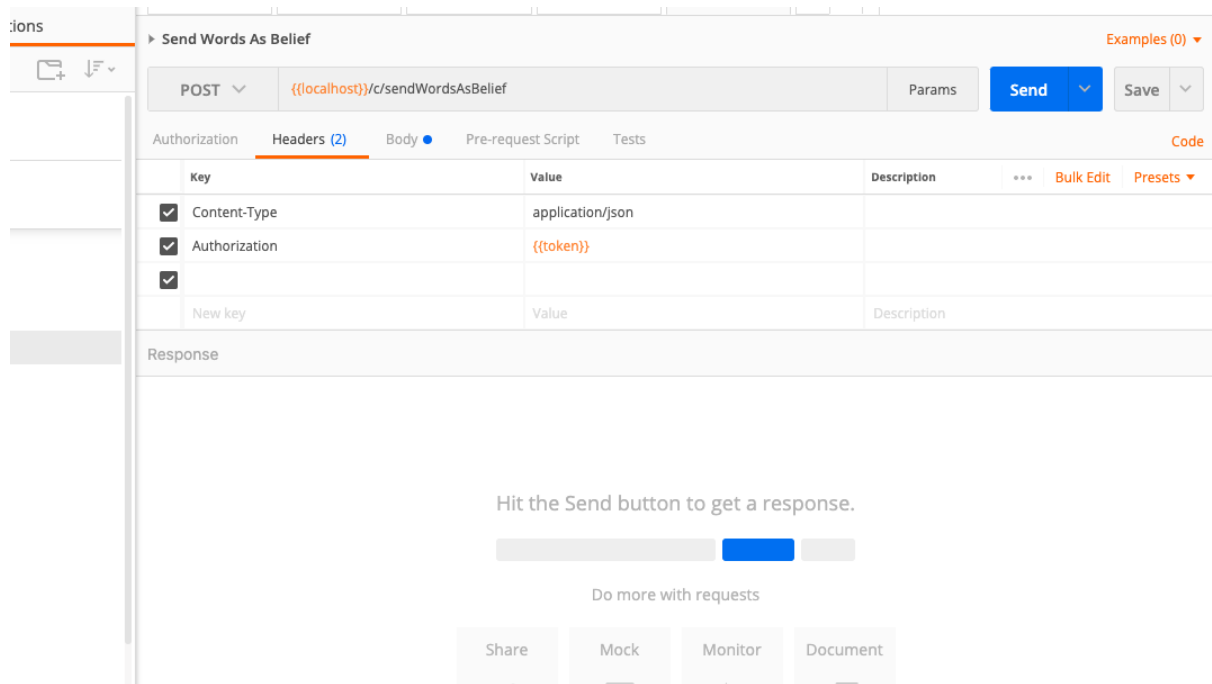 tions
Send Words As Belief
Examples (0)
POST {{localhost}}/c/sendWordsAsBelief Params Send Save
Authorization Headers (2) Body Pre-request Script Tests Code
Key Value Description Bulk Edit Presets
Content-Type application/json
Authorization {{token}}
New key Value Description
Response
Hit the Send button to get a response.
Do more with requests
Share Mock Monitor Document